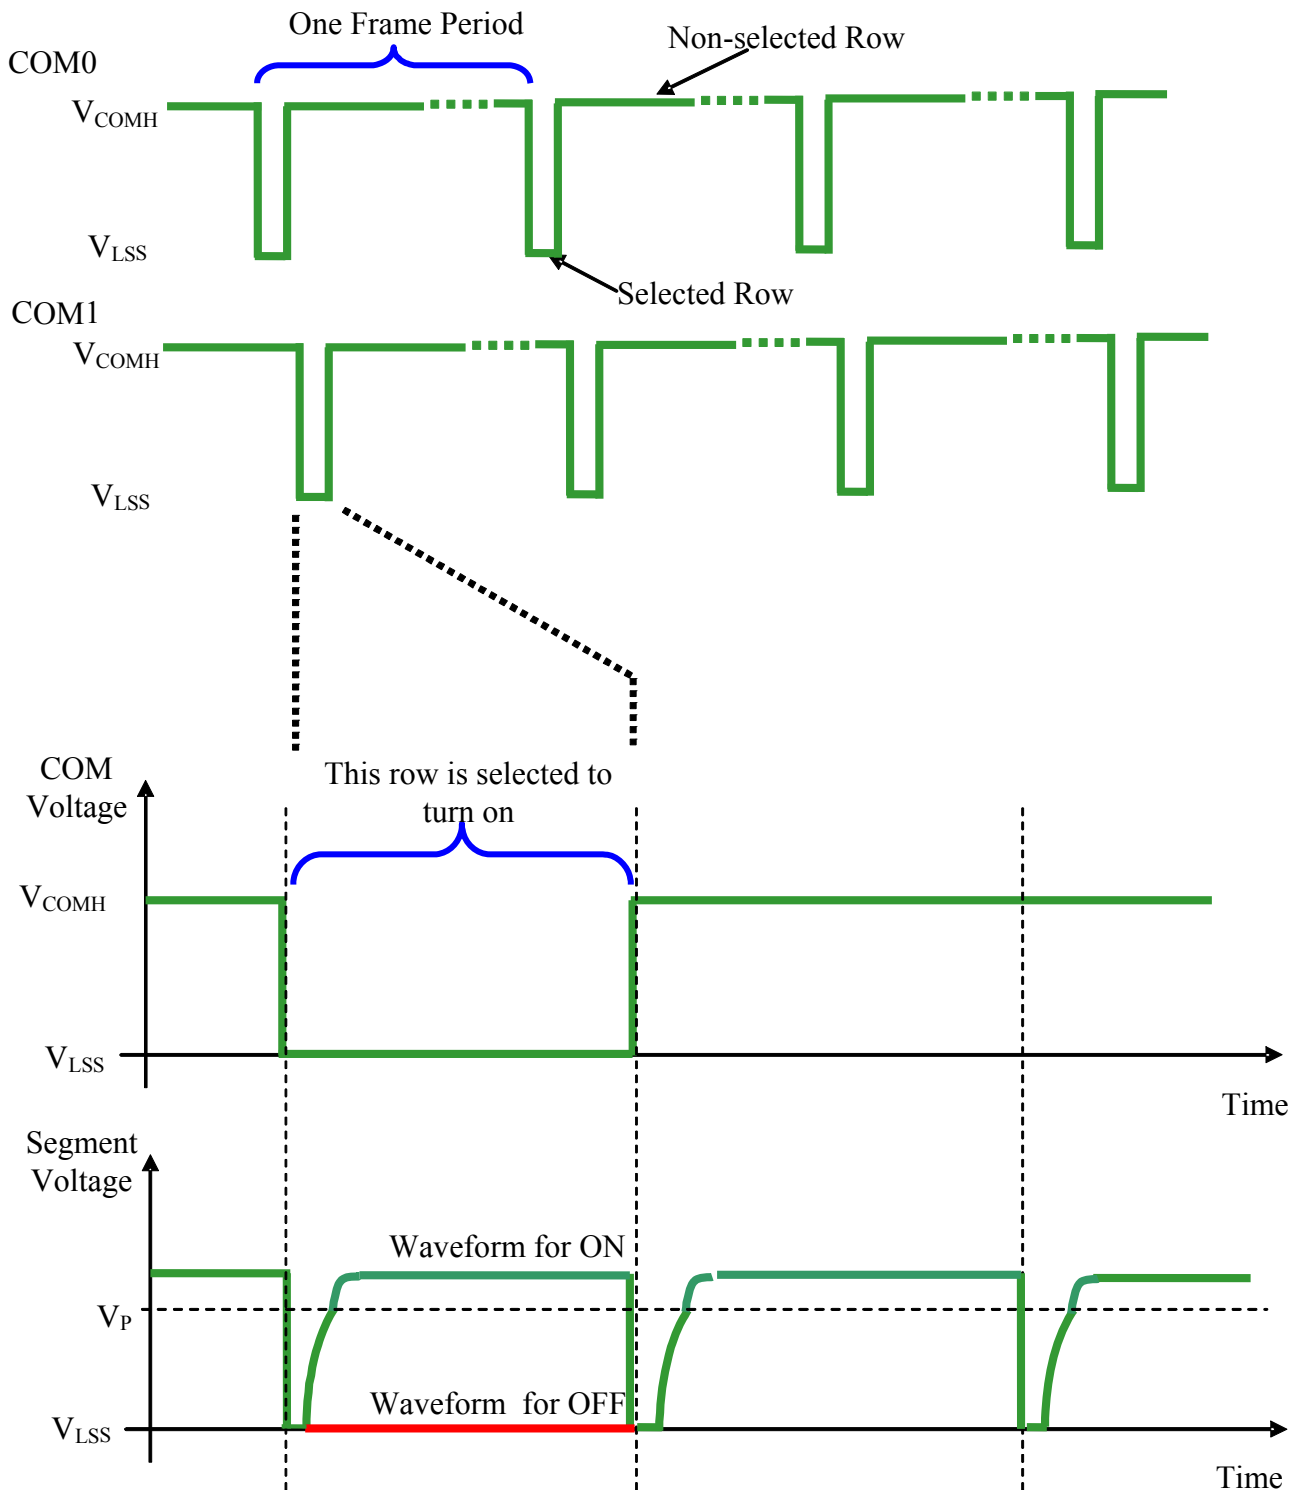 One Frame Period
Non-selected Row
COM0
VCOMH
VLSS
Selected Row
COM1
VCOMH
VLSS
This row is selected to
turn on
COM
Voltage
VCOMH
VLSS
Time
Segment
Voltage
Waveform for ON
VP
Waveform for OFF
VLSS
Time